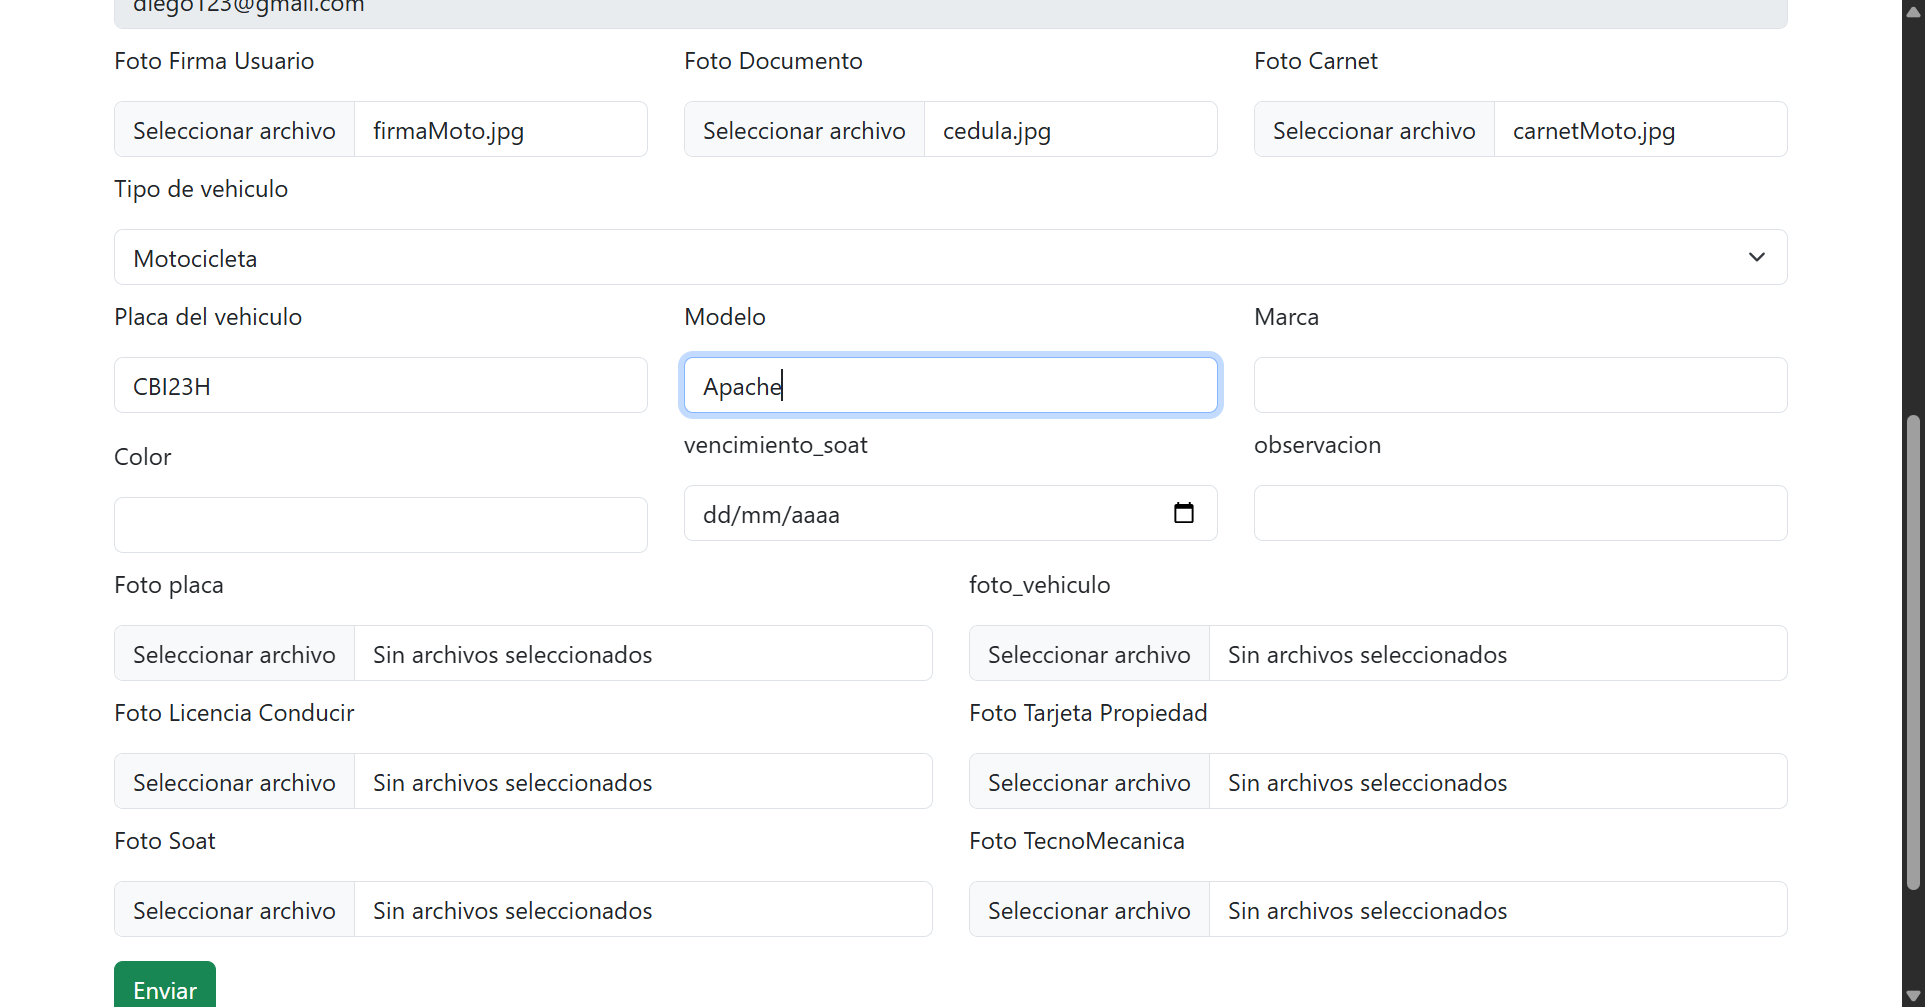 diego123@gmail.com
Foto Firma Usuario
Foto Documento
Foto Carnet
Seleccionar archivo firmaMoto.jpg
Seleccionar archivo cedula.jpg
Seleccionar archivo carnetMoto.jpg
Tipo de vehiculo
Motocicleta
Placa del vehiculo
Modelo
Marca
CBI23H
Apache
Color
vencimiento_soat
observacion
dd/mm/aaaa
Foto placa
foto_vehiculo
Seleccionar archivo Sin archivos seleccionados
Seleccionar archivo Sin archivos seleccionados
Foto Licencia Conducir
Foto Tarjeta Propiedad
Seleccionar archivo Sin archivos seleccionados
Seleccionar archivo Sin archivos seleccionados
Foto Soat
Foto TecnoMecanica
Seleccionar archivo Sin archivos seleccionados
Seleccionar archivo Sin archivos seleccionados
Enviar